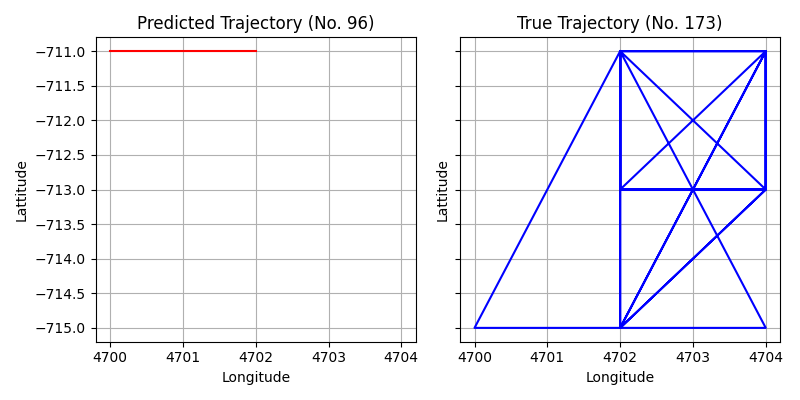 Predicted Trajectory (No. 96)
−711.0
−711.5
−712.0
−712.5
−713.0
−713.5
−714.0
−714.5
−715.0
Lattitude
4700 4701 4702 4703 4704
Longitude
True Trajectory (No. 173)
Lattitude
4700 4701 4702 4703 4704
Longitude